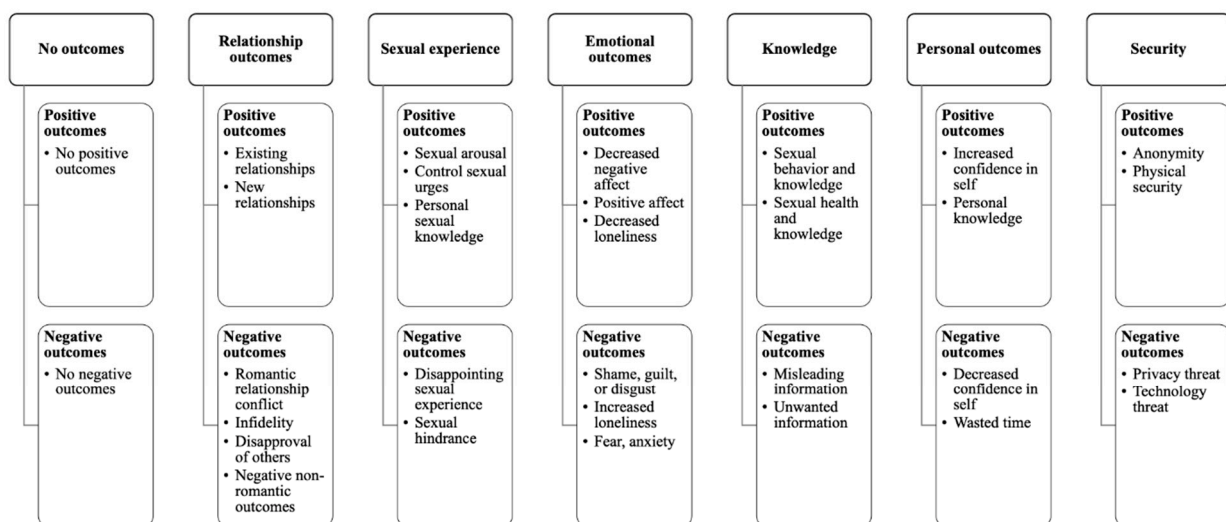 No outcomes
Relationship
outcomes
Sexual experience
Emotional
outcomes
Knowledge
Personal outcomes
Security
Positive
outcomes
• No positive
outcomes
Positive
outcomes
• Existing
relationships
• New
relationships
Positive
outcomes
• Sexual arousal
• Control sexual
urges
• Personal
sexual
knowledge
Positive
outcomes
• Decreased
negative
affect
• Positive affect
• Decreased
loneliness
Positive
outcomes
• Sexual
behavior and
knowledge
• Sexual health
and
knowledge
Positive
outcomes
• Increased
confidence in
self
• Personal
knowledge
Positive
outcomes
• Anonymity
• Physical
security
Negative
outcomes
• No negative
outcomes
Negative
outcomes
• Romantic
relationship
conflict
• Infidelity
• Disapproval
of others
• Negative non-
romantic
outcomes
Negative
outcomes
• Disappointing
sexual
experience
• Sexual
hindrance
Negative
outcomes
• Shame, guilt,
or disgust
• Increased
loneliness
• Fear, anxiety
Negative
outcomes
• Misleading
information
• Unwanted
information
Negative
outcomes
• Decreased
confidence in
self
• Wasted time
Negative
outcomes
• Privacy threat
• Technology
threat